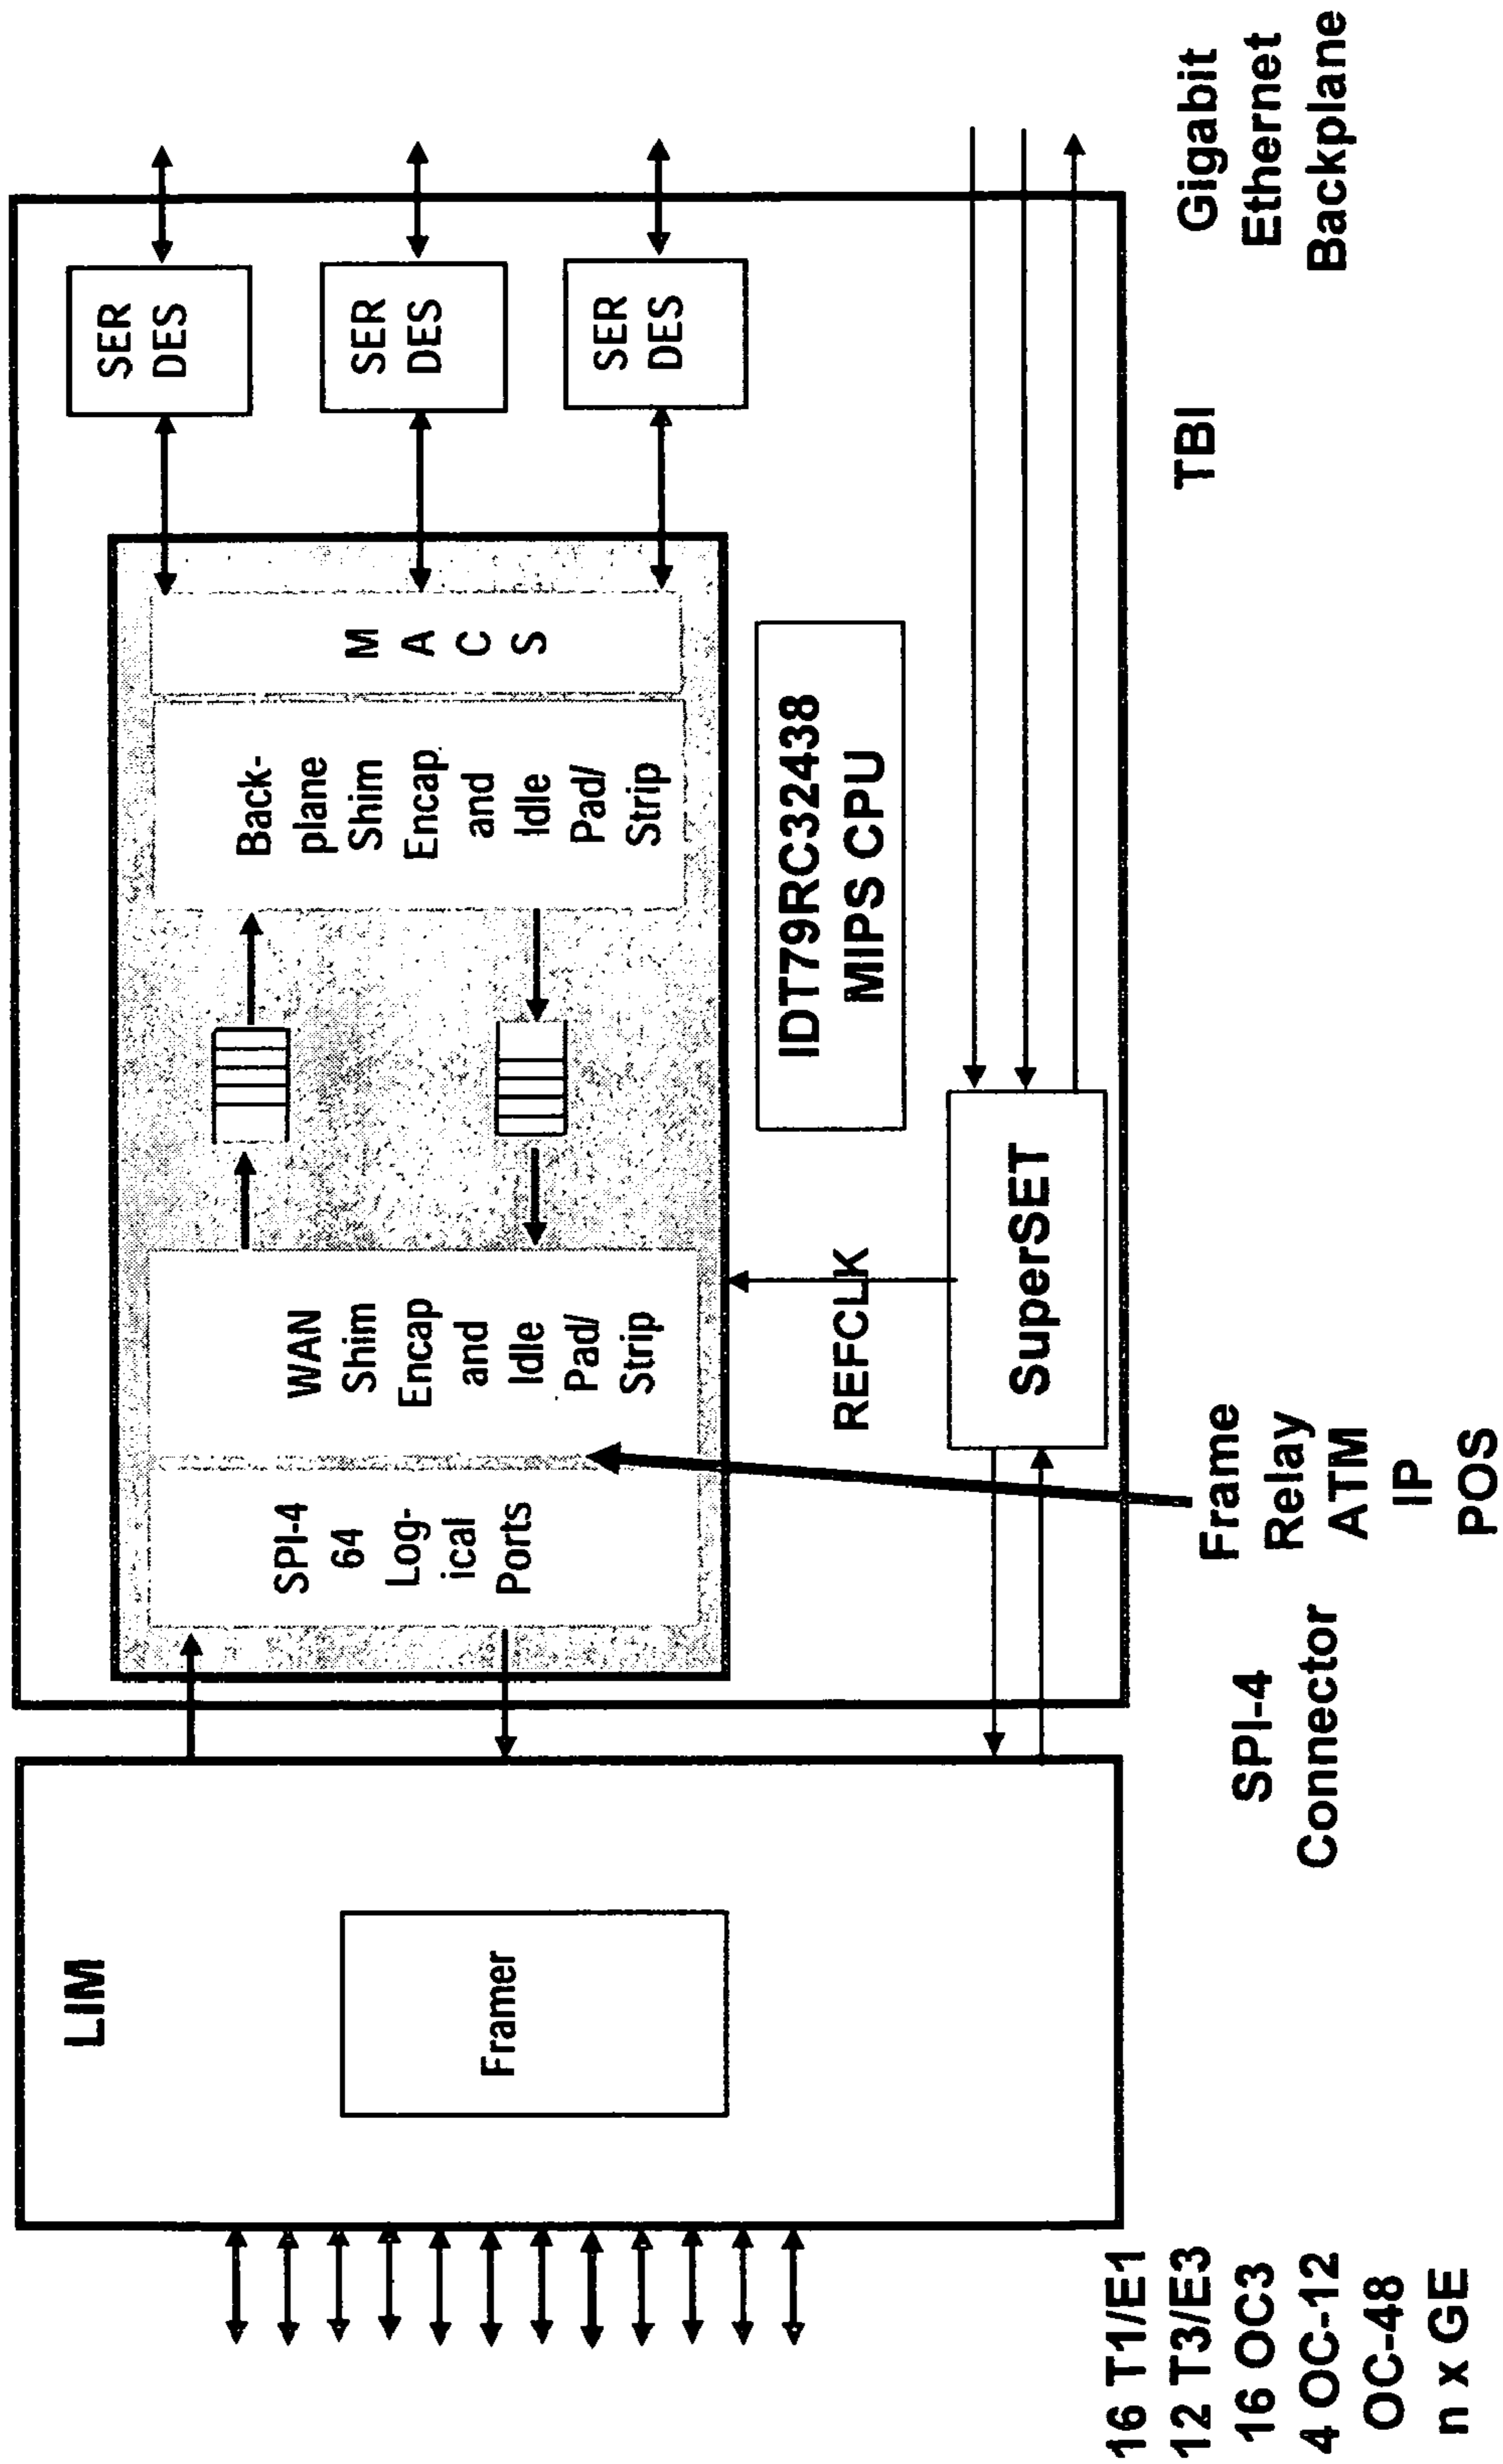 LIM
Framer
SPI-4
64
Log-
ical
Ports
WAN
Shim
Encap
and
Idle
Pad/
Strip
Back-
plane
Shim
Encap
and
Idle
Pad/
Strip
M
A
C
S
SER
DES
SER
DES
SER
DES
IDT79RC32438
MIPS CPU
REFCLK
SuperSET
16 T1/E1
12 T3/E3
16 OC3
4 OC-12
OC-48
n x GE
SPI-4
Connector
Frame
Relay
ATM
IP
POS
TBI
Gigabit
Ethernet
Backplane